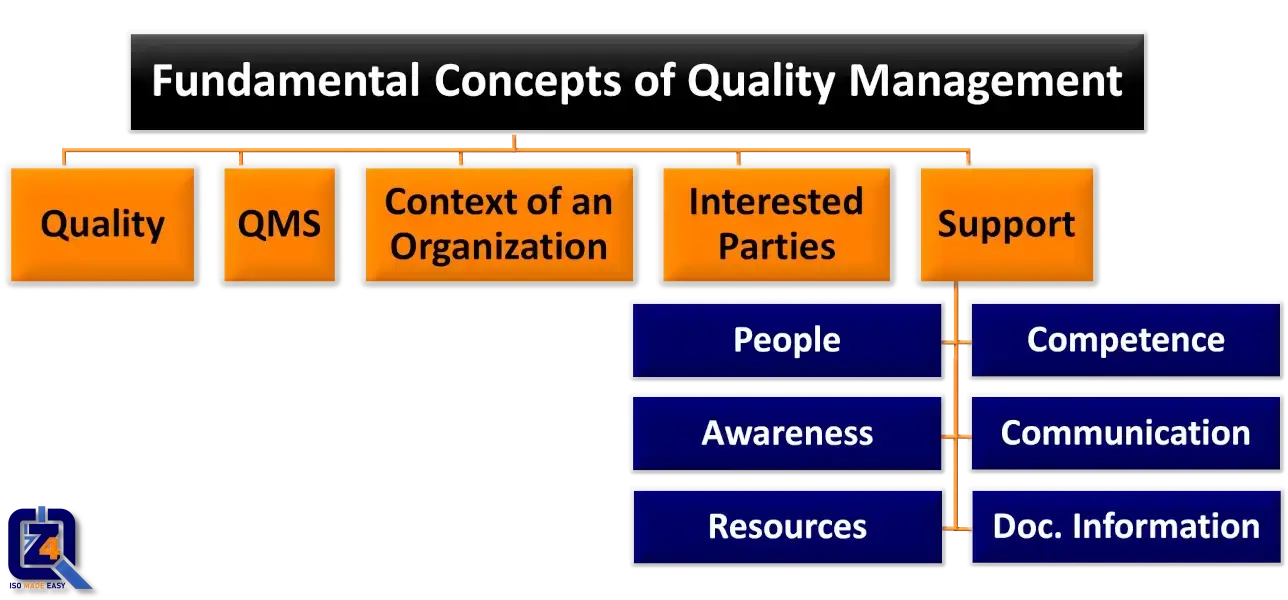 Fundamental Concepts of Quality Management
Quality
QMS
Context of an
Organization
Interested
Parties
Support
People
Competence
Awareness
Communication
Resources
Doc. Information
Z4
ISO MADE EASY